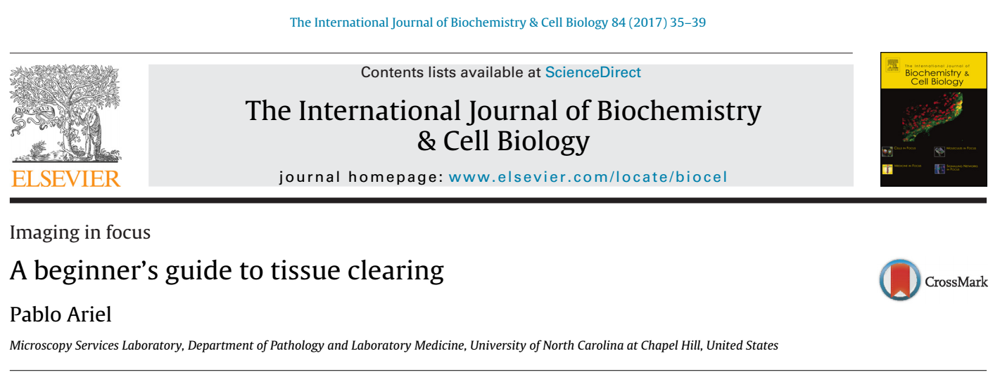 The International Journal of Biochemistry & Cell Biology 84 (2017) 35–39
Contents lists available at ScienceDirect
The International Journal of Biochemistry
& Cell Biology
journal homepage: www.elsevier.com/locate/biocel
NON SOLUS
ELSEVIER
The International Journal of
Biochemistry &
Cell Biology
Cells in Focus
Molecules in Focus
Medicine in Focus
Signalling Networks
in Focus
Imaging in focus
A beginner's guide to tissue clearing
CrossMark
Pablo Ariel
Microscopy Services Laboratory, Department of Pathology and Laboratory Medicine, University of North Carolina at Chapel Hill, United States